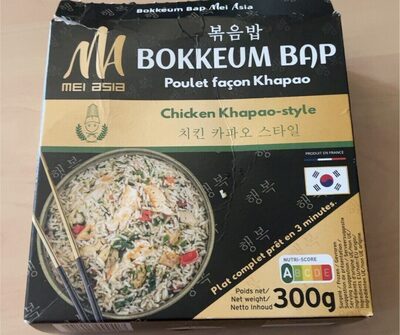 Bokkeum Bap Mei Asia
볶음밥
BOKKEUM BAP
MEI ASIA
Poulet façon Khapao
Chicken Khapao-style
치킨 카파오 스타일
PRODUIT EN FRANCE
행복
Plat complet prêt en 3 minutes.
NUTRI-SCORE
A B C D E
Poids net/
Net weight/
Netto Inhoud
300g